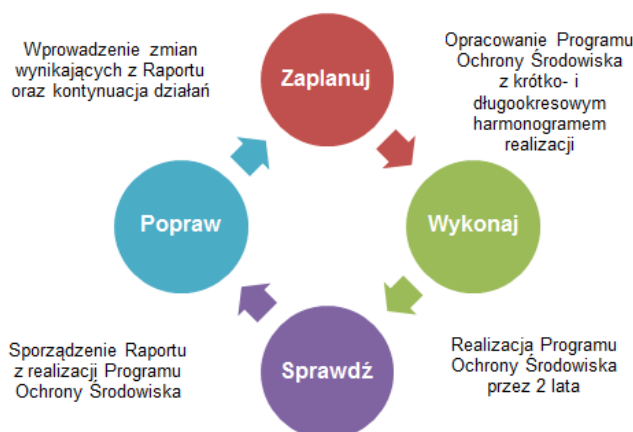 Zaplanuj
Opracowanie Programu
Ochrony Środowiska
z krótko- i
długookresowym
harmonogramem
realizacji
Wykonaj
Realizacja Programu
Ochrony Środowiska
przez 2 lata
Sprawdź
Sporządzenie Raportu
z realizacji Programu
Ochrony Środowiska
Popraw
Wprowadzenie zmian
wynikających z Raportu
oraz kontynuacja działań